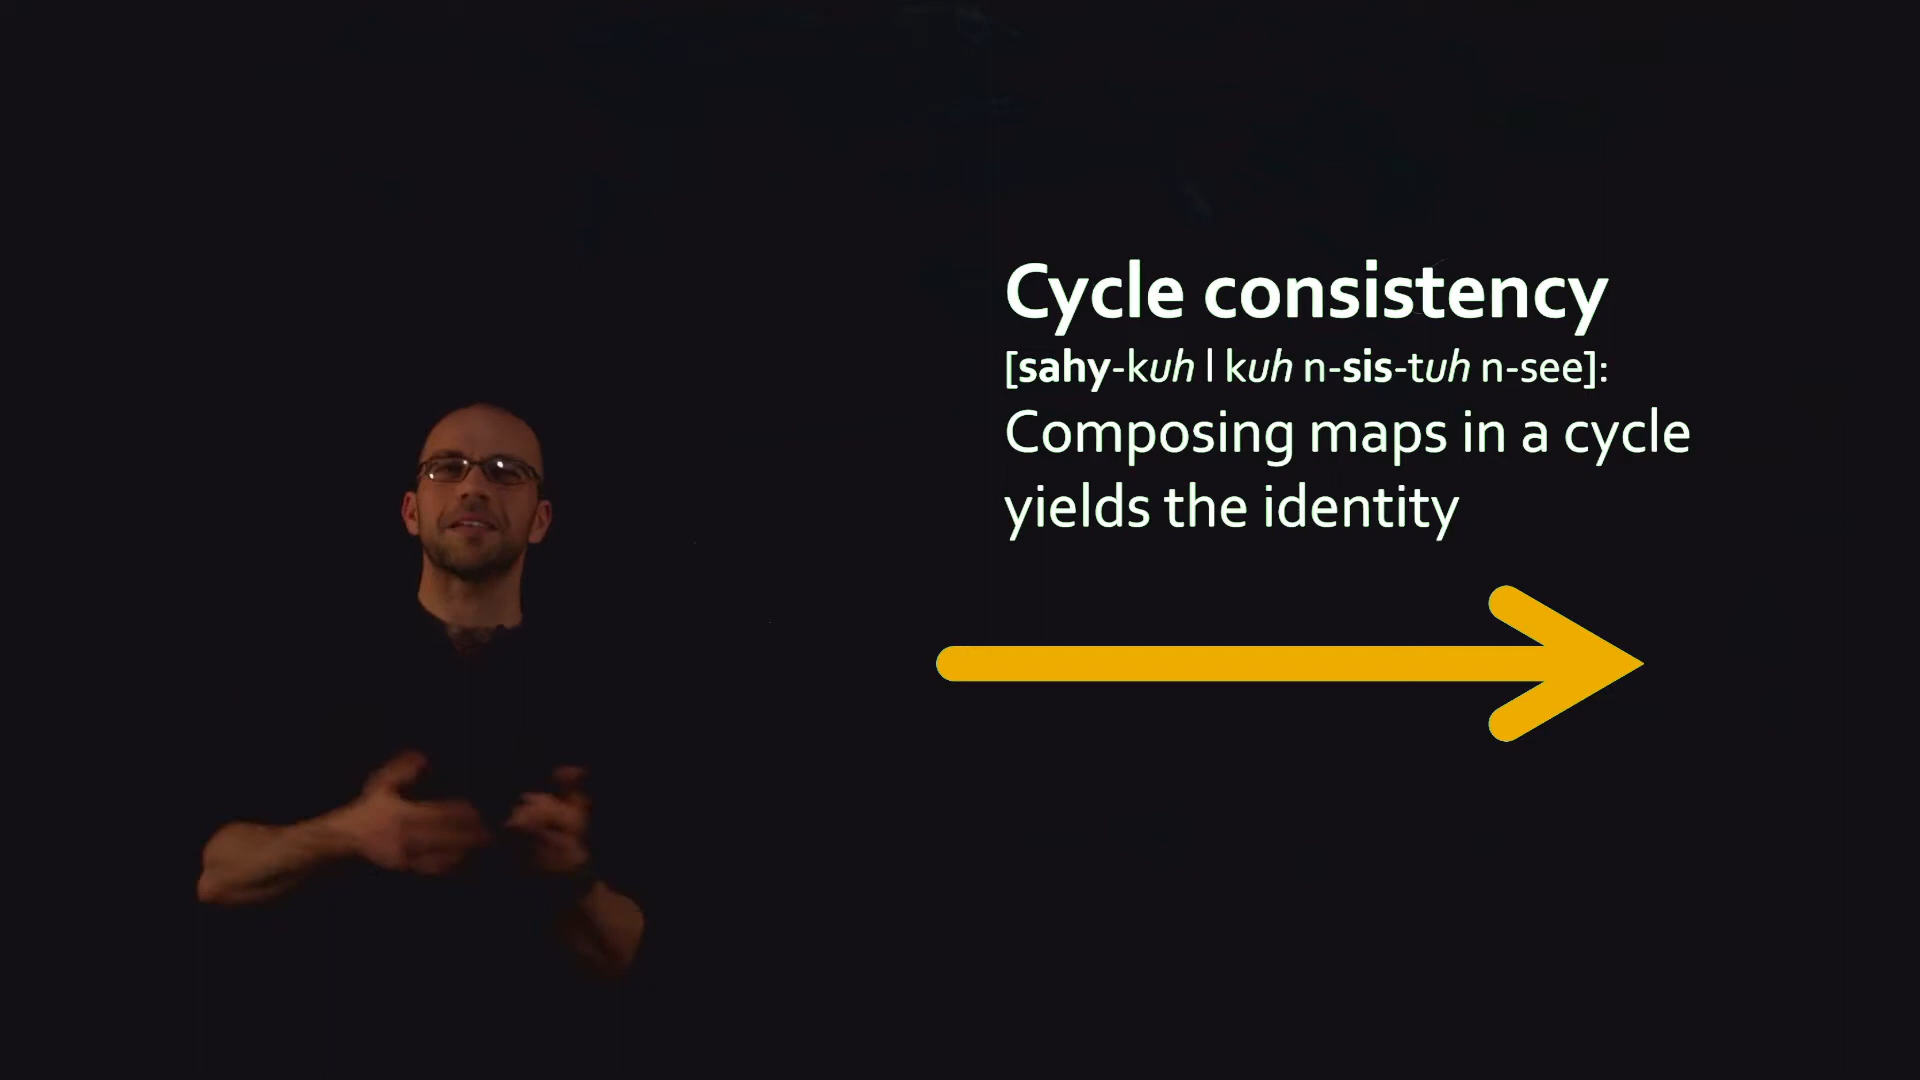 Cycle consistency
[sahy-kuh l kuh n-sis-tuh n-see]:
Composing maps in a cycle
yields the identity